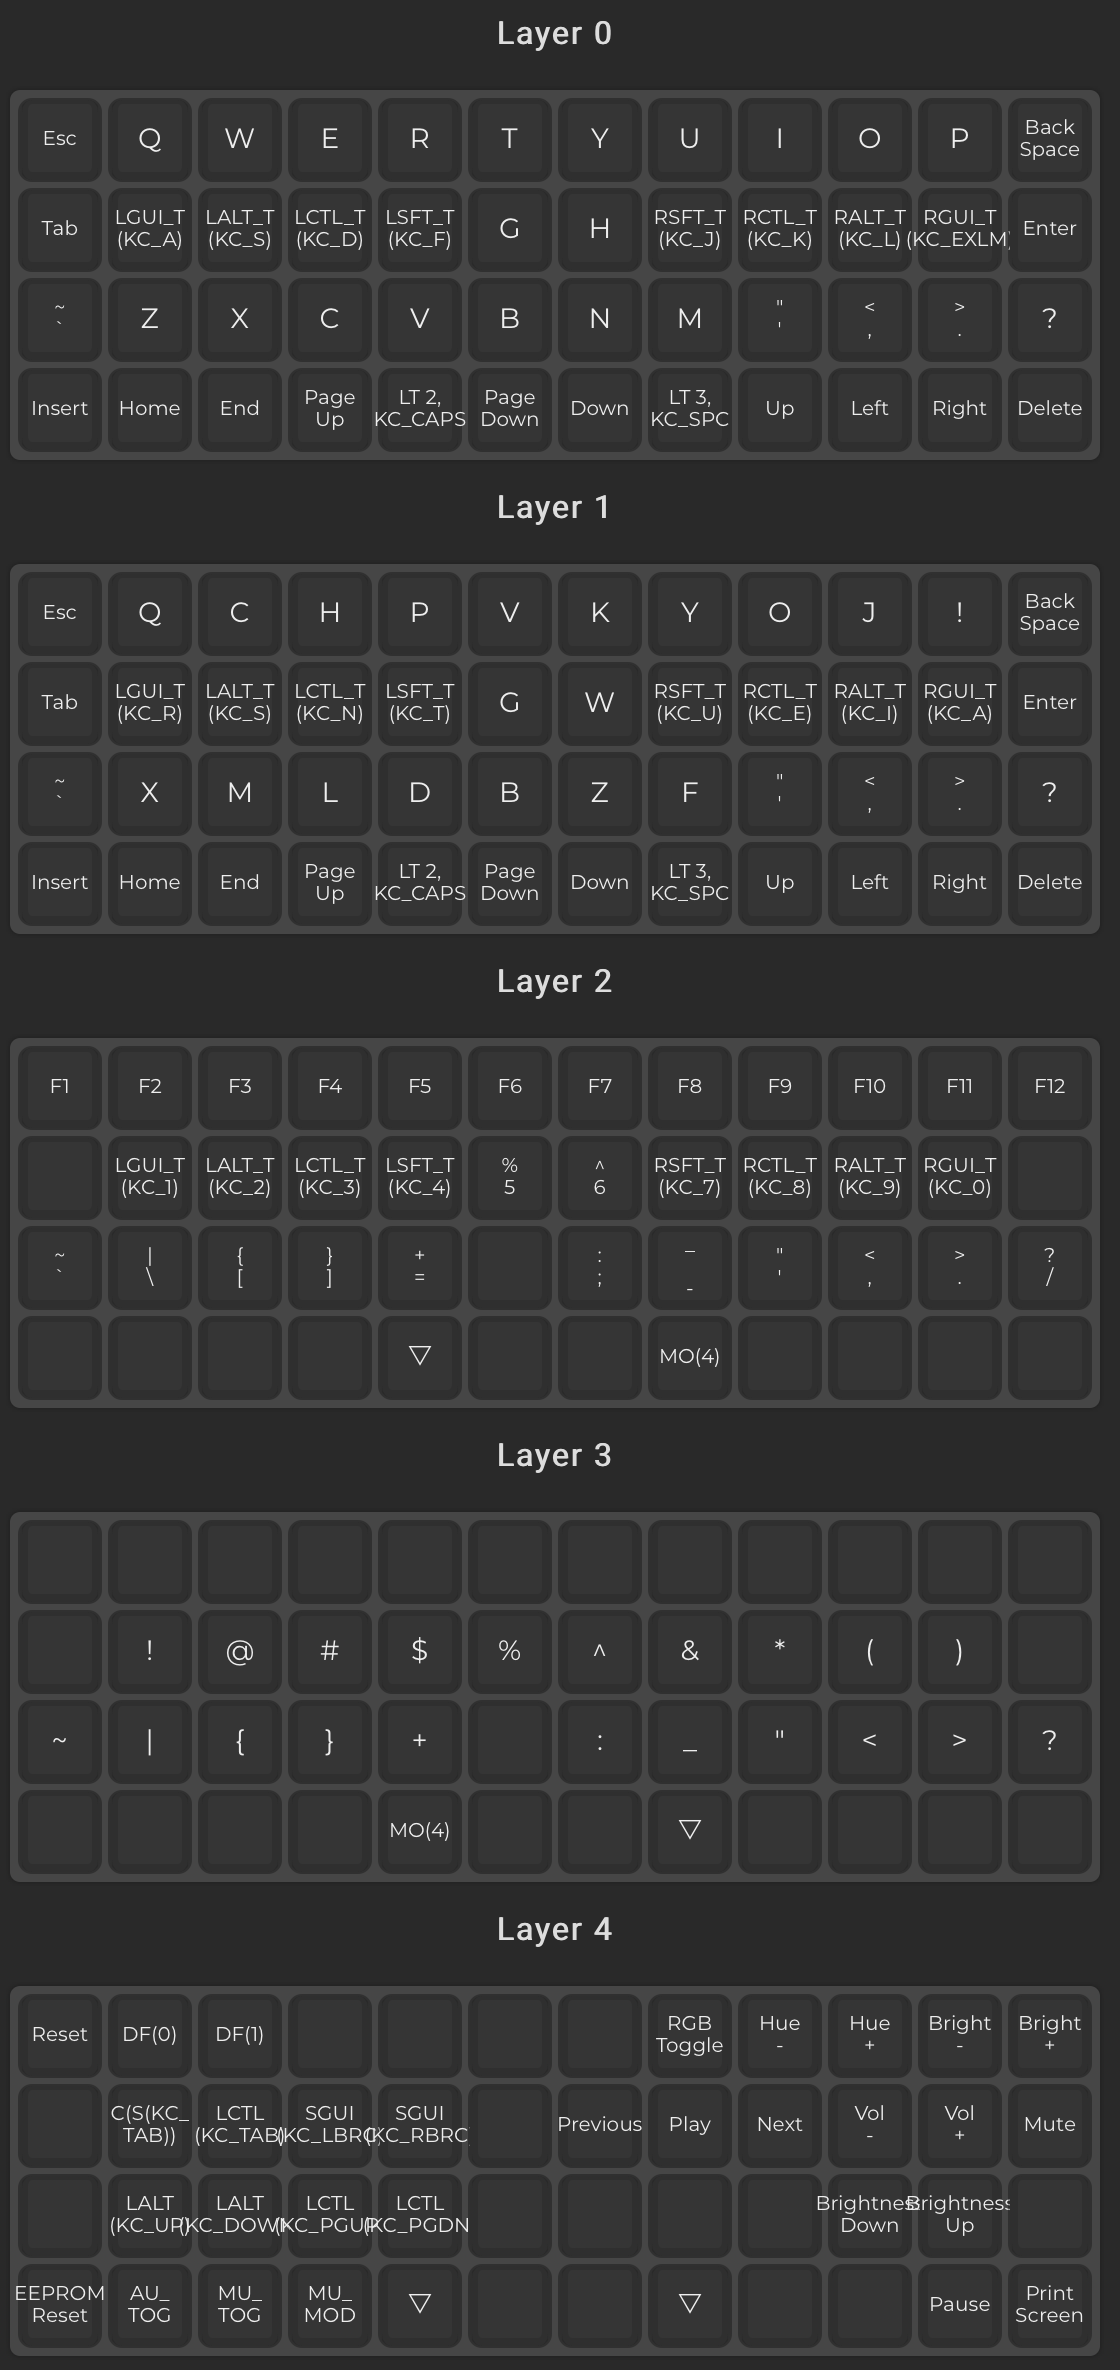 Layer 0
Esc Q W E R T Y U I O P Back Space
Tab LGUI_T (KC_A) LALT_T (KC_S) LCTL_T (KC_D) LSFT_T (KC_F) G H RSFT_T (KC_J) RCTL_T (KC_K) RALT_T (KC_L) RGUI_T (KC_EXLM) Enter
~ ` Z X C V B N M " ' < , > . ?
Insert Home End Page Up LT 2, KC_CAPS Page Down Down LT 3, KC_SPC Up Left Right Delete
Layer 1
Esc Q C H P V K Y O J ! Back Space
Tab LGUI_T (KC_R) LALT_T (KC_S) LCTL_T (KC_N) LSFT_T (KC_T) G W RSFT_T (KC_U) RCTL_T (KC_E) RALT_T (KC_I) RGUI_T (KC_A) Enter
~ ` X M L D B Z F " ' < , > . ?
Insert Home End Page Up LT 2, KC_CAPS Page Down Down LT 3, KC_SPC Up Left Right Delete
Layer 2
F1 F2 F3 F4 F5 F6 F7 F8 F9 F10 F11 F12
LGUI_T (KC_1) LALT_T (KC_2) LCTL_T (KC_3) LSFT_T (KC_4) % 5 ^ 6 RSFT_T (KC_7) RCTL_T (KC_8) RALT_T (KC_9) RGUI_T (KC_0)
~ ` | \ { [ } ] + = : ; _ - " ' < , > . ? /
▽ MO(4)
Layer 3
! @ # $ % ^ & * ( )
~ | { } + : _ " < > ?
MO(4) ▽
Layer 4
Reset DF(0) DF(1) RGB Toggle Hue - Hue + Bright - Bright +
C(S(KC_ TAB)) LCTL (KC_TAB) SGUI (KC_LBRC) SGUI (KC_RBRC Previous Play Next Vol - Vol + Mute
LALT (KC_UP) LALT (KC_DOWN LCTL (KC_PGUP LCTL (KC_PGDN Brightness Down Brightness Up
EEPROM Reset AU_ TOG MU_ TOG MU_ MOD ▽ ▽ Pause Print Screen